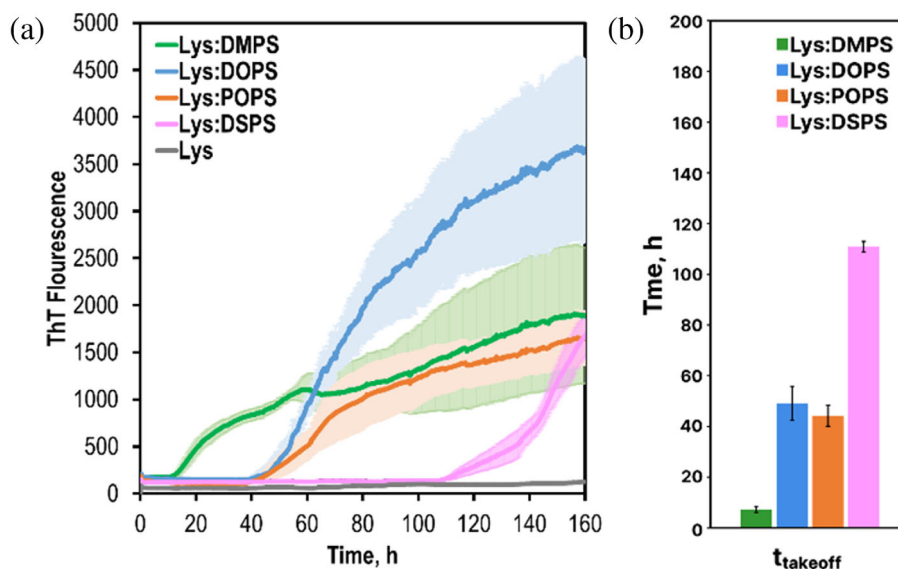 (a)
5000
4500
4000
3500
3000
2500
2000
1500
1000
500
0
ThT Flourescence
Lys:DMPS
Lys:DOPS
Lys:POPS
Lys:DSPS
Lys
0 20 40 60 80 100 120 140 160
Time, h
(b)
200
180
160
140
120
100
80
60
40
20
0
Tme, h
Lys:DMPS
Lys:DOPS
Lys:POPS
Lys:DSPS
ttakeoff